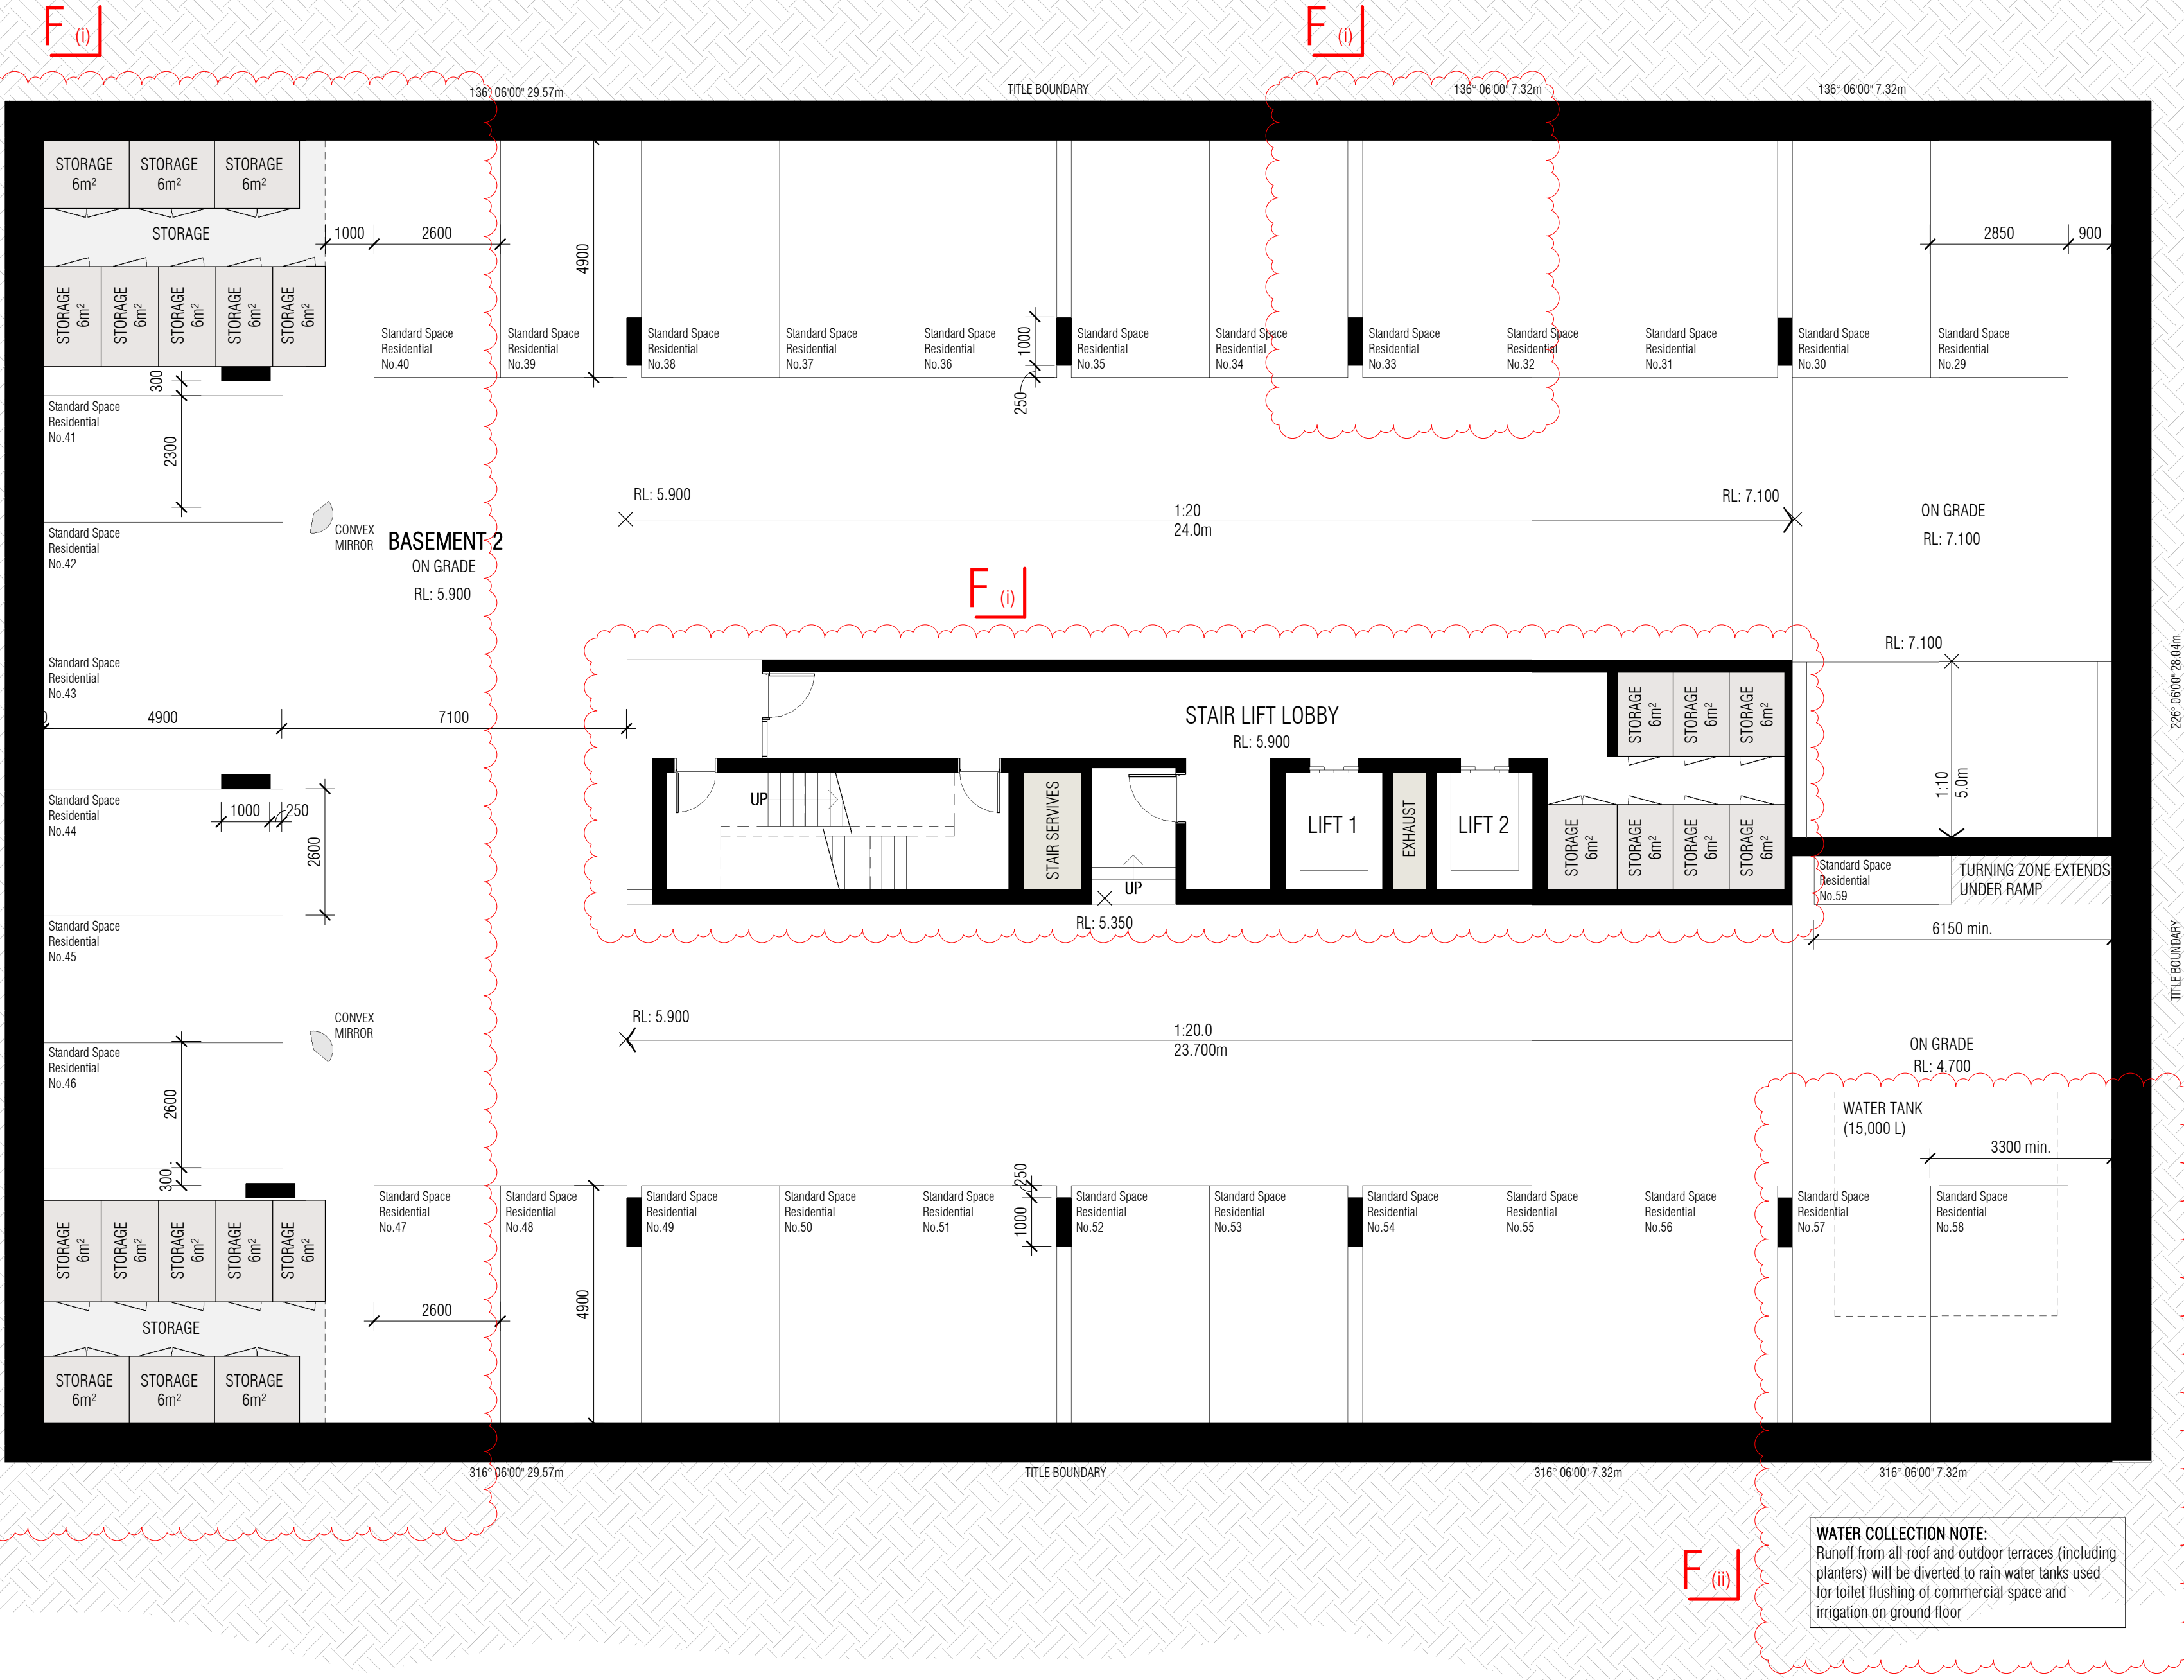 F (i)
F (i)
136° 06'00" 29.57m
TITLE BOUNDARY
136° 06'00" 7.32m
136° 06'00" 7.32m
STORAGE
6m²
STORAGE
6m²
STORAGE
6m²
STORAGE
1000
2600
4900
2850
900
STORAGE
6m²
STORAGE
6m²
STORAGE
6m²
STORAGE
6m²
STORAGE
6m²
Standard Space
Residential
No.40
Standard Space
Residential
No.39
Standard Space
Residential
No.38
Standard Space
Residential
No.37
Standard Space
Residential
No.36
1000
250
Standard Space
Residential
No.35
Standard Space
Residential
No.34
Standard Space
Residential
No.33
Standard Space
Residential
No.32
Standard Space
Residential
No.31
Standard Space
Residential
No.30
Standard Space
Residential
No.29
300
Standard Space
Residential
No.41
2300
Standard Space
Residential
No.42
CONVEX
MIRROR
BASEMENT 2
ON GRADE
RL: 5.900
RL: 5.900
1:20
24.0m
RL: 7.100
ON GRADE
RL: 7.100
F (i)
RL: 7.100
226° 06'00" 28.04m
Standard Space
Residential
No.43
4900
7100
STAIR LIFT LOBBY
RL: 5.900
STORAGE
6m²
STORAGE
6m²
STORAGE
6m²
1:10
5.0m
Standard Space
Residential
No.44
1000
250
2600
UP
STAIR SERVIVES
UP
RL: 5.350
LIFT 1
EXHAUST
LIFT 2
STORAGE
6m²
STORAGE
6m²
STORAGE
6m²
STORAGE
6m²
Standard Space
Residential
No.59
TURNING ZONE EXTENDS
UNDER RAMP
6150 min.
TITLE BOUNDARY
Standard Space
Residential
No.45
CONVEX
MIRROR
RL: 5.900
1:20.0
23.700m
ON GRADE
RL: 4.700
Standard Space
Residential
No.46
2600
300
WATER TANK
(15,000 L)
3300 min.
STORAGE
6m²
STORAGE
6m²
STORAGE
6m²
STORAGE
6m²
STORAGE
6m²
Standard Space
Residential
No.47
Standard Space
Residential
No.48
Standard Space
Residential
No.49
Standard Space
Residential
No.50
Standard Space
Residential
No.51
250
1000
Standard Space
Residential
No.52
Standard Space
Residential
No.53
Standard Space
Residential
No.54
Standard Space
Residential
No.55
Standard Space
Residential
No.56
Standard Space
Residential
No.57
Standard Space
Residential
No.58
STORAGE
2600
4900
STORAGE
6m²
STORAGE
6m²
STORAGE
6m²
316° 06'00" 29.57m
TITLE BOUNDARY
316° 06'00" 7.32m
316° 06'00" 7.32m
F (ii)
WATER COLLECTION NOTE:
Runoff from all roof and outdoor terraces (including
planters) will be diverted to rain water tanks used
for toilet flushing of commercial space and
irrigation on ground floor